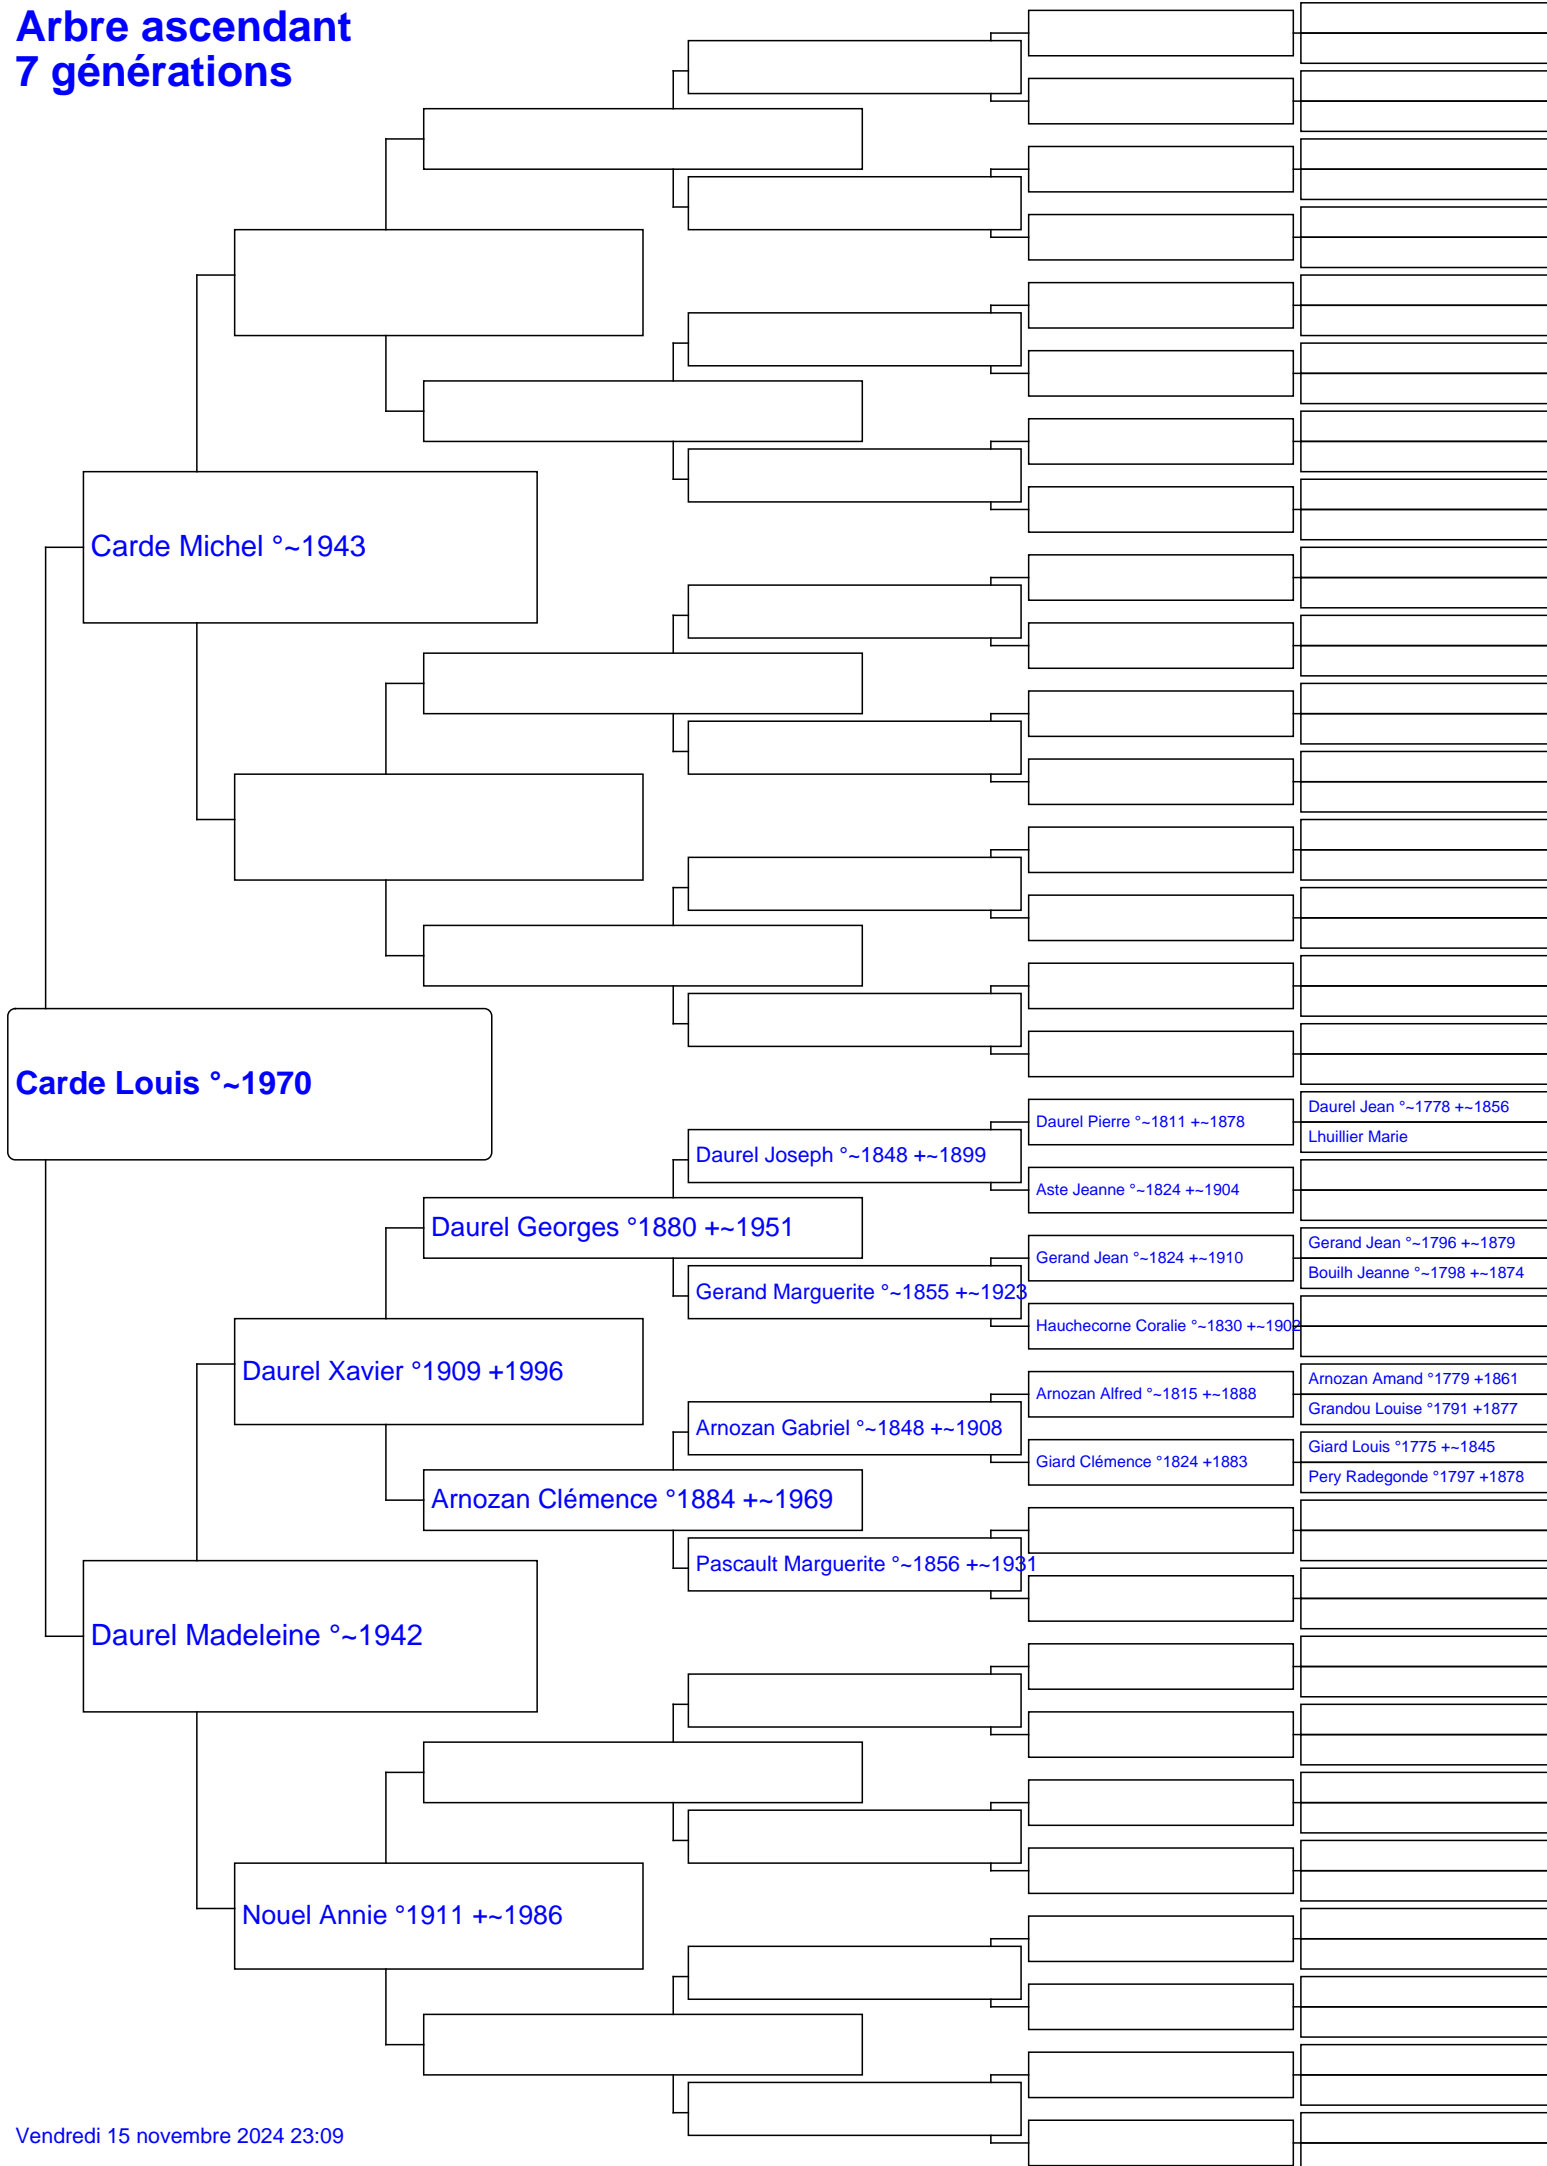 Arbre ascendant
7 générations
Carde Michel °~1943
Carde Louis °~1970
Daurel Jean °~1778 +~1856
Daurel Pierre °~1811 +~1878
Lhuillier Marie
Daurel Joseph °~1848 +~1899
Aste Jeanne °~1824 +~1904
Daurel Georges °1880 +~1951
Gerand Jean °~1796 +~1879
Gerand Jean °~1824 +~1910
Bouilh Jeanne °~1798 +~1874
Gerand Marguerite °~1855 +~1923
Hauchecorne Coralie °~1830 +~1902
Daurel Xavier °1909 +1996
Arnozan Amand °1779 +1861
Arnozan Alfred °~1815 +~1888
Grandou Louise °1791 +1877
Arnozan Gabriel °~1848 +~1908
Giard Louis °1775 +~1845
Giard Clémence °1824 +1883
Pery Radegonde °1797 +1878
Arnozan Clémence °1884 +~1969
Pascault Marguerite °~1856 +~1931
Daurel Madeleine °~1942
Nouel Annie °1911 +~1986
Vendredi 15 novembre 2024 23:09